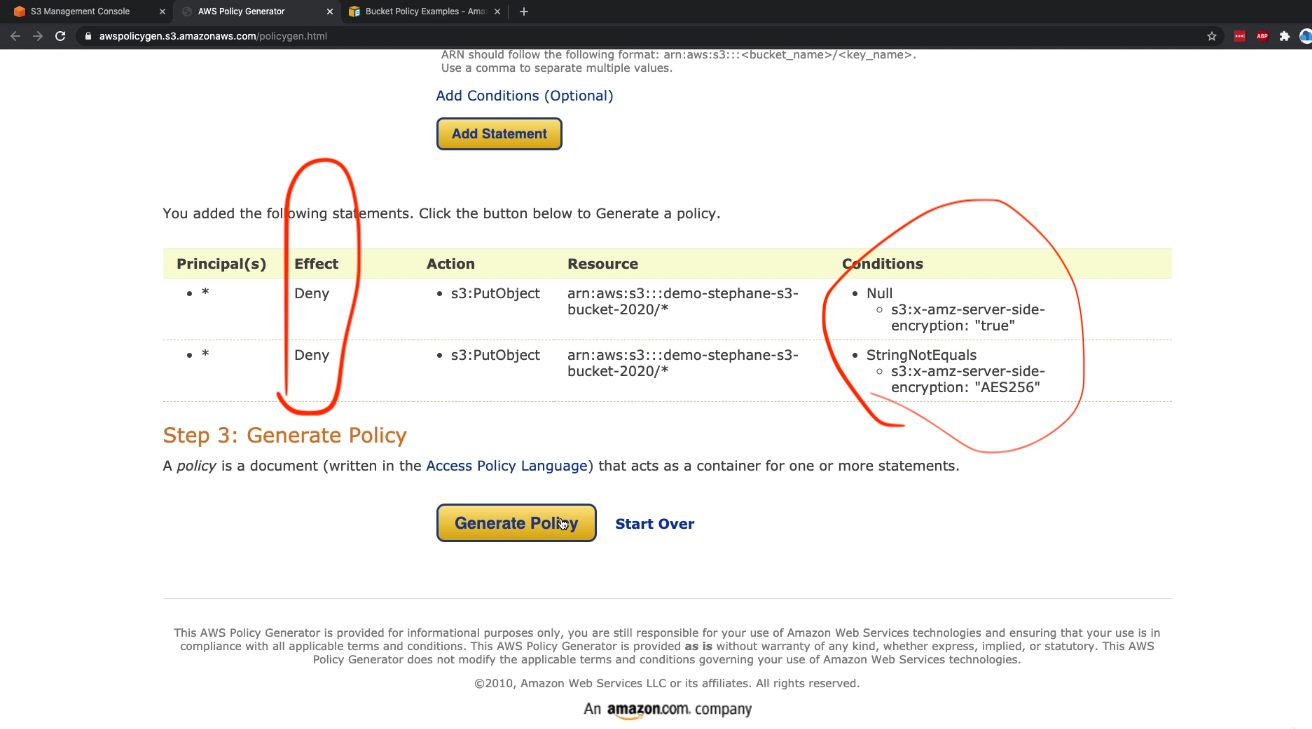 S3 Management Console
AWS Policy Generator
Bucket Policy Examples - Ama
awspolicygen.s3.amazonaws.com/policygen.html
ABP
ARN should follow the following format: arn:aws:s3:::<bucket_name>/<key_name>.
Use a comma to separate multiple values.
Add Conditions (Optional)
Add Statement
You added the following statements. Click the button below to Generate a policy.
Principal(s) Effect Action Resource Conditions
• * Deny • s3:PutObject arn:aws:s3:::demo-stephane-s3- • Null
bucket-2020/* ○ s3:x-amz-server-side-
encryption: "true"
• * Deny • s3:PutObject arn:aws:s3:::demo-stephane-s3- • StringNotEquals
bucket-2020/* ○ s3:x-amz-server-side-
encryption: "AES256"
Step 3: Generate Policy
A policy is a document (written in the Access Policy Language) that acts as a container for one or more statements.
Generate Policy Start Over
This AWS Policy Generator is provided for informational purposes only, you are still responsible for your use of Amazon Web Services technologies and ensuring that your use is in
compliance with all applicable terms and conditions. This AWS Policy Generator is provided as is without warranty of any kind, whether express, implied, or statutory. This AWS
Policy Generator does not modify the applicable terms and conditions governing your use of Amazon Web Services technologies.
©2010, Amazon Web Services LLC or its affiliates. All rights reserved.
An amazon.com. company